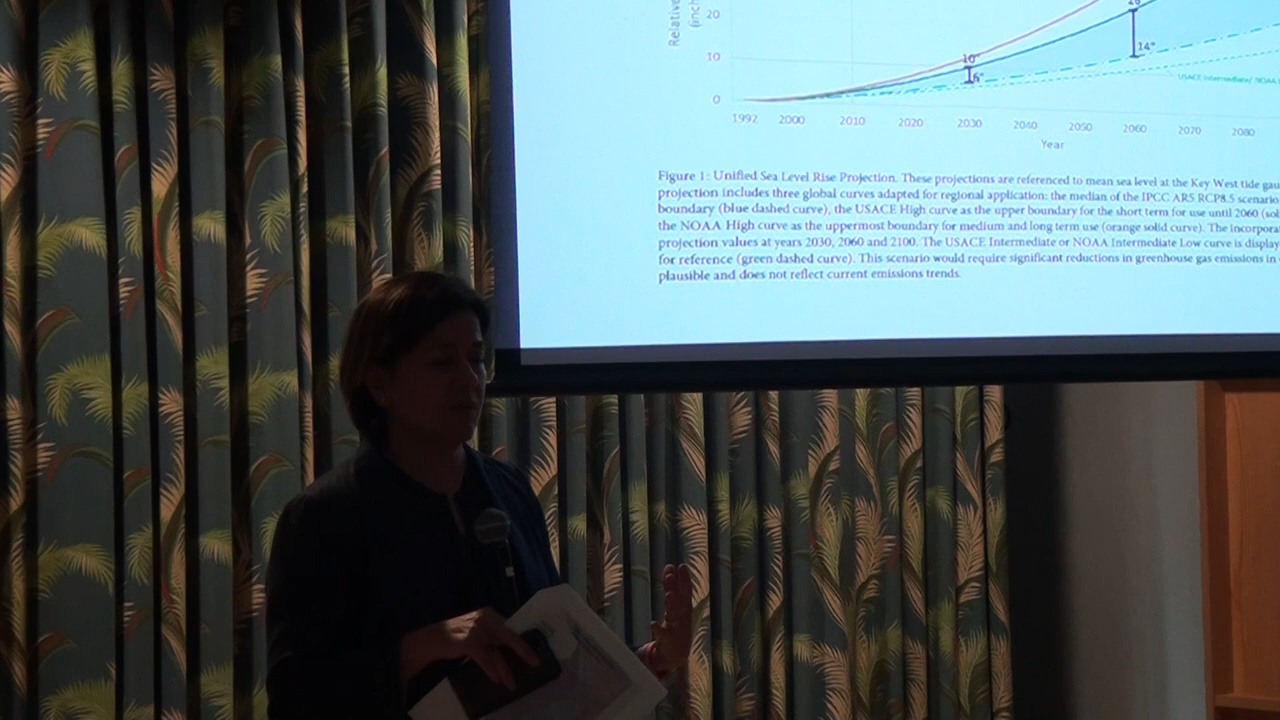 Relative
(inch
20
10
0
10"
6"
26
14"
USACE Intermediate/ NOAA
1992 2000 2010 2020 2030 2040 2050 2060 2070 2080
Year
Figure 1: Unified Sea Level Rise Projection. These projections are referenced to mean sea level at the Key West tide gau
projection includes three global curves adapted for regional application: the median of the IPCC AR5 RCP8.5 scenario
boundary (blue dashed curve), the USACE High curve as the upper boundary for the short term for use until 2060 (sol
the NOAA High curve as the uppermost boundary for medium and long term use (orange solid curve). The incorpora
projection values at years 2030, 2060 and 2100. The USACE Intermediate or NOAA Intermediate Low curve is display
for reference (green dashed curve). This scenario would require significant reductions in greenhouse gas emissions in
plausible and does not reflect current emissions trends.